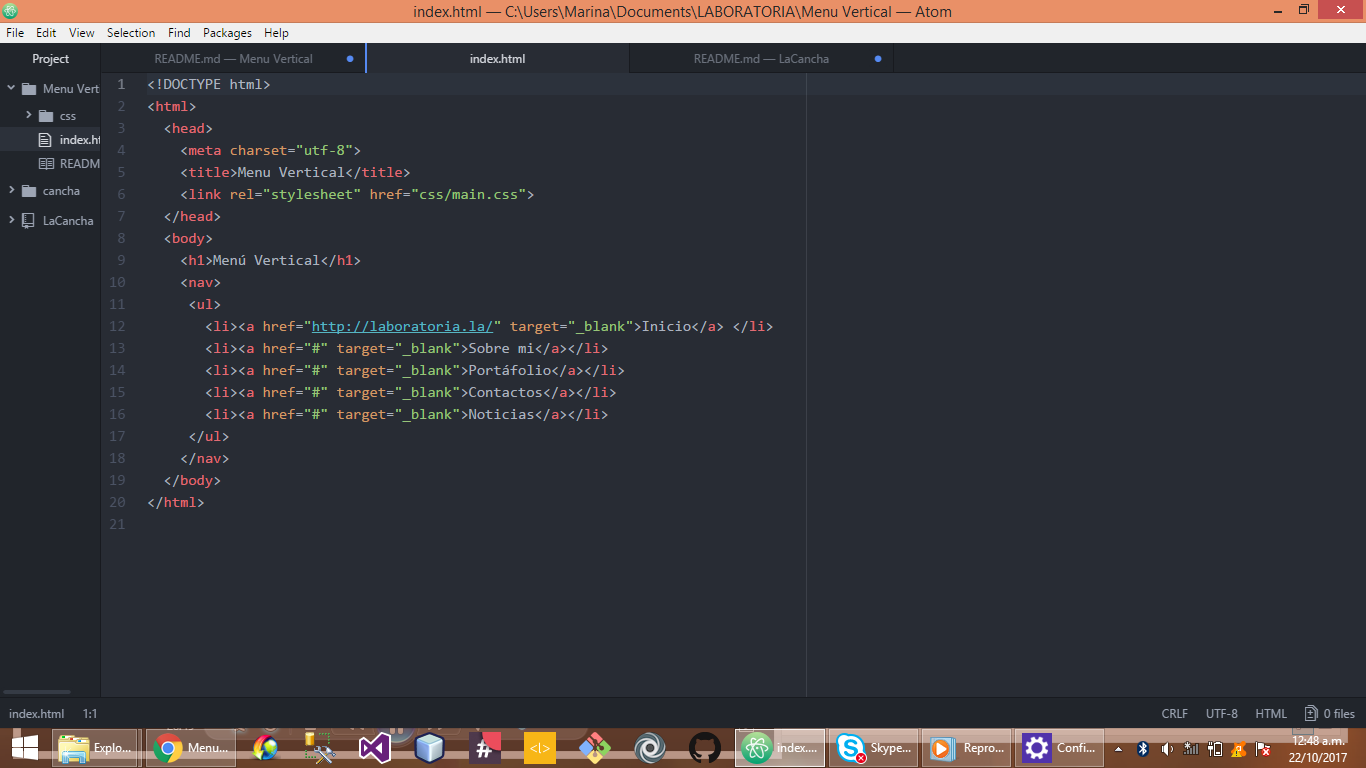 index.html — C:\Users\Marina\Documents\LABORATORIA\Menu Vertical — Atom
File Edit View Selection Find Packages Help
Project
README.md — Menu Vertical
index.html
README.md — LaCancha
Menu Vert
css
index.ht
READM
cancha
LaCancha
1 <!DOCTYPE html>
2 <html>
3   <head>
4     <meta charset="utf-8">
5     <title>Menu Vertical</title>
6     <link rel="stylesheet" href="css/main.css">
7   </head>
8   <body>
9     <h1>Menú Vertical</h1>
10     <nav>
11      <ul>
12        <li><a href="http://laboratoria.la/" target="_blank">Inicio</a> </li>
13        <li><a href="#" target="_blank">Sobre mi</a></li>
14        <li><a href="#" target="_blank">Portáfolio</a></li>
15        <li><a href="#" target="_blank">Contactos</a></li>
16        <li><a href="#" target="_blank">Noticias</a></li>
17      </ul>
18     </nav>
19   </body>
20 </html>
21
index.html 1:1
CRLF UTF-8 HTML 0 files
Explo...
Menu...
index....
Skype...
Repro...
Confi...
12:48 a.m.
22/10/2017